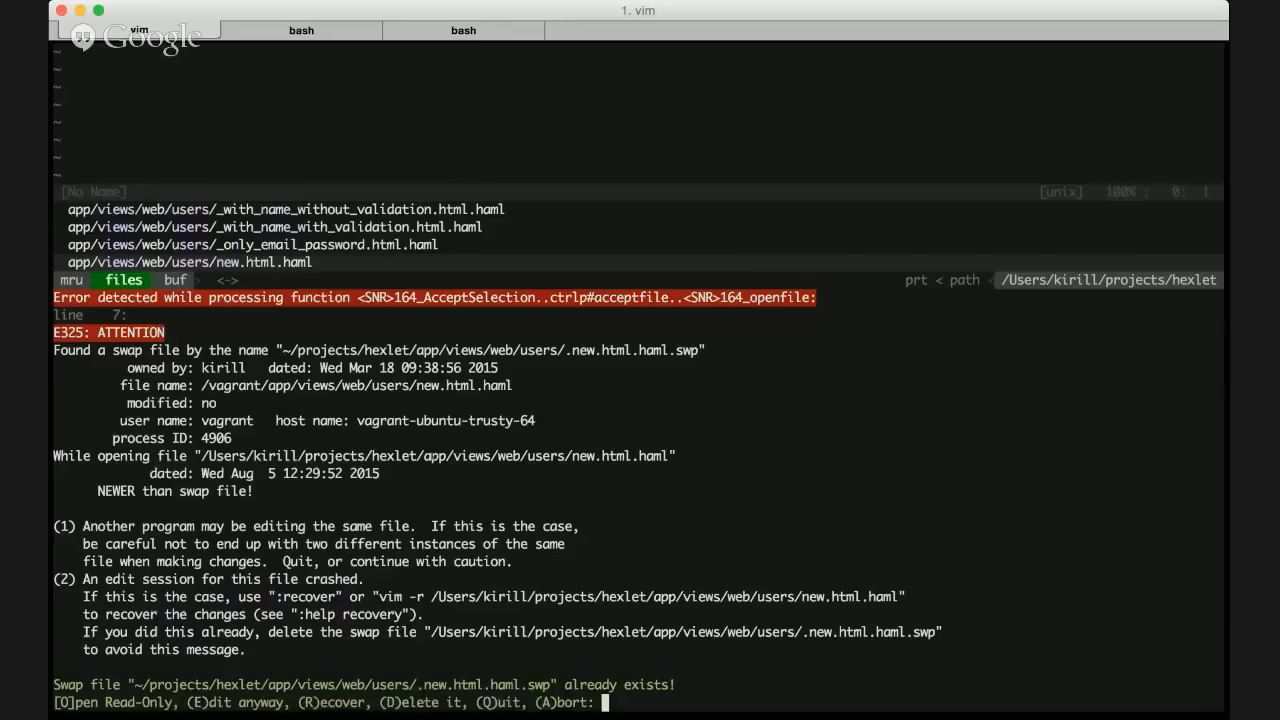 1. vim
vim
bash
bash
Google
~
~
~
~
~
~
~
~
[No Name]
[unix] 100% : 0: 1
app/views/web/users/_with_name_without_validation.html.haml
app/views/web/users/_with_name_with_validation.html.haml
app/views/web/users/_only_email_password.html.haml
app/views/web/users/new.html.haml
mru files buf <-> prt < path < /Users/kirill/projects/hexlet
Error detected while processing function <SNR>164_AcceptSelection..ctrlp#acceptfile..<SNR>164_openfile:
line 7:
E325: ATTENTION
Found a swap file by the name "~/projects/hexlet/app/views/web/users/.new.html.haml.swp"
owned by: kirill dated: Wed Mar 18 09:38:56 2015
file name: /vagrant/app/views/web/users/new.html.haml
modified: no
user name: vagrant host name: vagrant-ubuntu-trusty-64
process ID: 4906
While opening file "/Users/kirill/projects/hexlet/app/views/web/users/new.html.haml"
dated: Wed Aug 5 12:29:52 2015
NEWER than swap file!
(1) Another program may be editing the same file. If this is the case,
be careful not to end up with two different instances of the same
file when making changes. Quit, or continue with caution.
(2) An edit session for this file crashed.
If this is the case, use ":recover" or "vim -r /Users/kirill/projects/hexlet/app/views/web/users/new.html.haml"
to recover the changes (see ":help recovery").
If you did this already, delete the swap file "/Users/kirill/projects/hexlet/app/views/web/users/.new.html.haml.swp"
to avoid this message.
Swap file "~/projects/hexlet/app/views/web/users/.new.html.haml.swp" already exists!
[O]pen Read-Only, (E)dit anyway, (R)ecover, (D)elete it, (Q)uit, (A)bort: